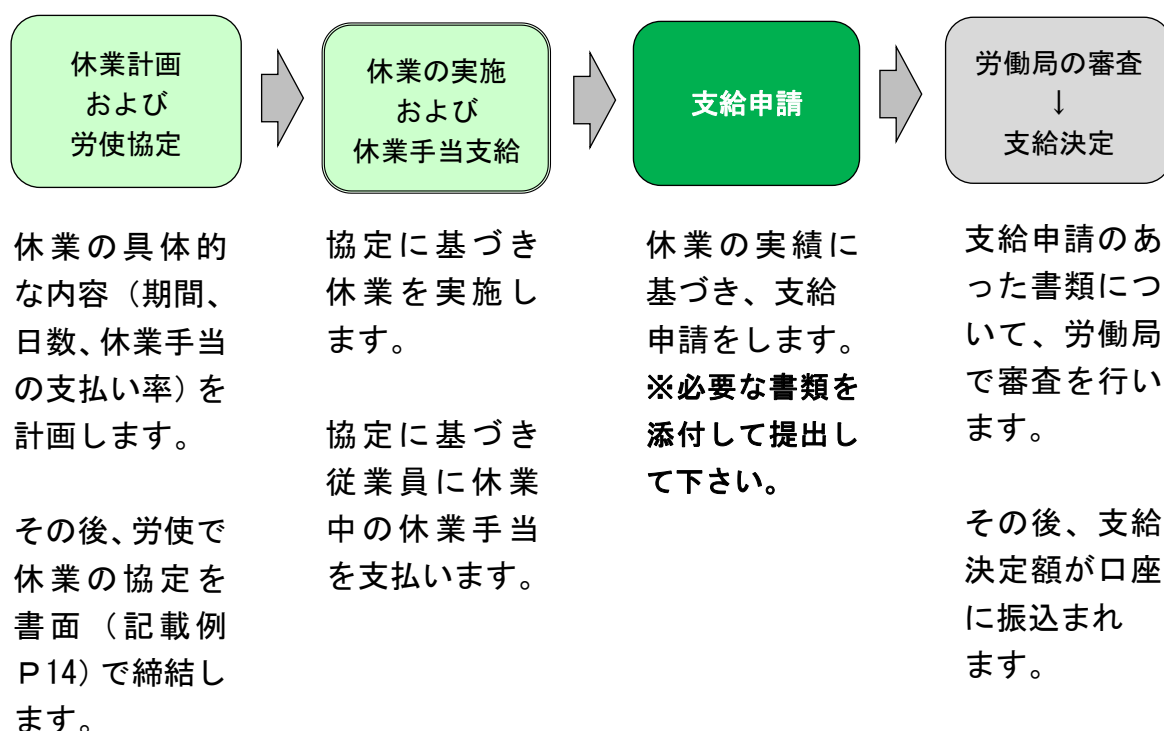 休業計画
および
労使協定
休業の実施
および
休業手当支給
支給申請
労働局の審査
↓
支給決定
休業の具体的
な内容（期間、
日数、休業手当
の支払い率）を
計画します。
その後、労使で
休業の協定を
書面（記載例
Ｐ14）で締結し
ます。
協定に基づき
休業を実施し
ます。
協定に基づき
従業員に休業
中の休業手当
を支払います。
休業の実績に
基づき、支給
申請をします。
※必要な書類を
添付して提出し
て下さい。
支給申請のあ
った書類につ
いて、労働局
で審査を行い
ます。
その後、支給
決定額が口座
に振込まれ
ます。